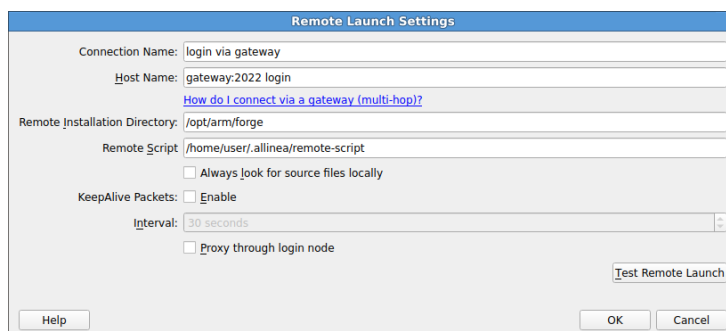 Remote Launch Settings
Connection Name: login via gateway
Host Name: gateway:2022 login
How do I connect via a gateway (multi-hop)?
Remote Installation Directory: /opt/arm/forge
Remote Script /home/user/.allinea/remote-script
Always look for source files locally
KeepAlive Packets: Enable
Interval: 30 seconds
Proxy through login node
Test Remote Launch
Help OK Cancel